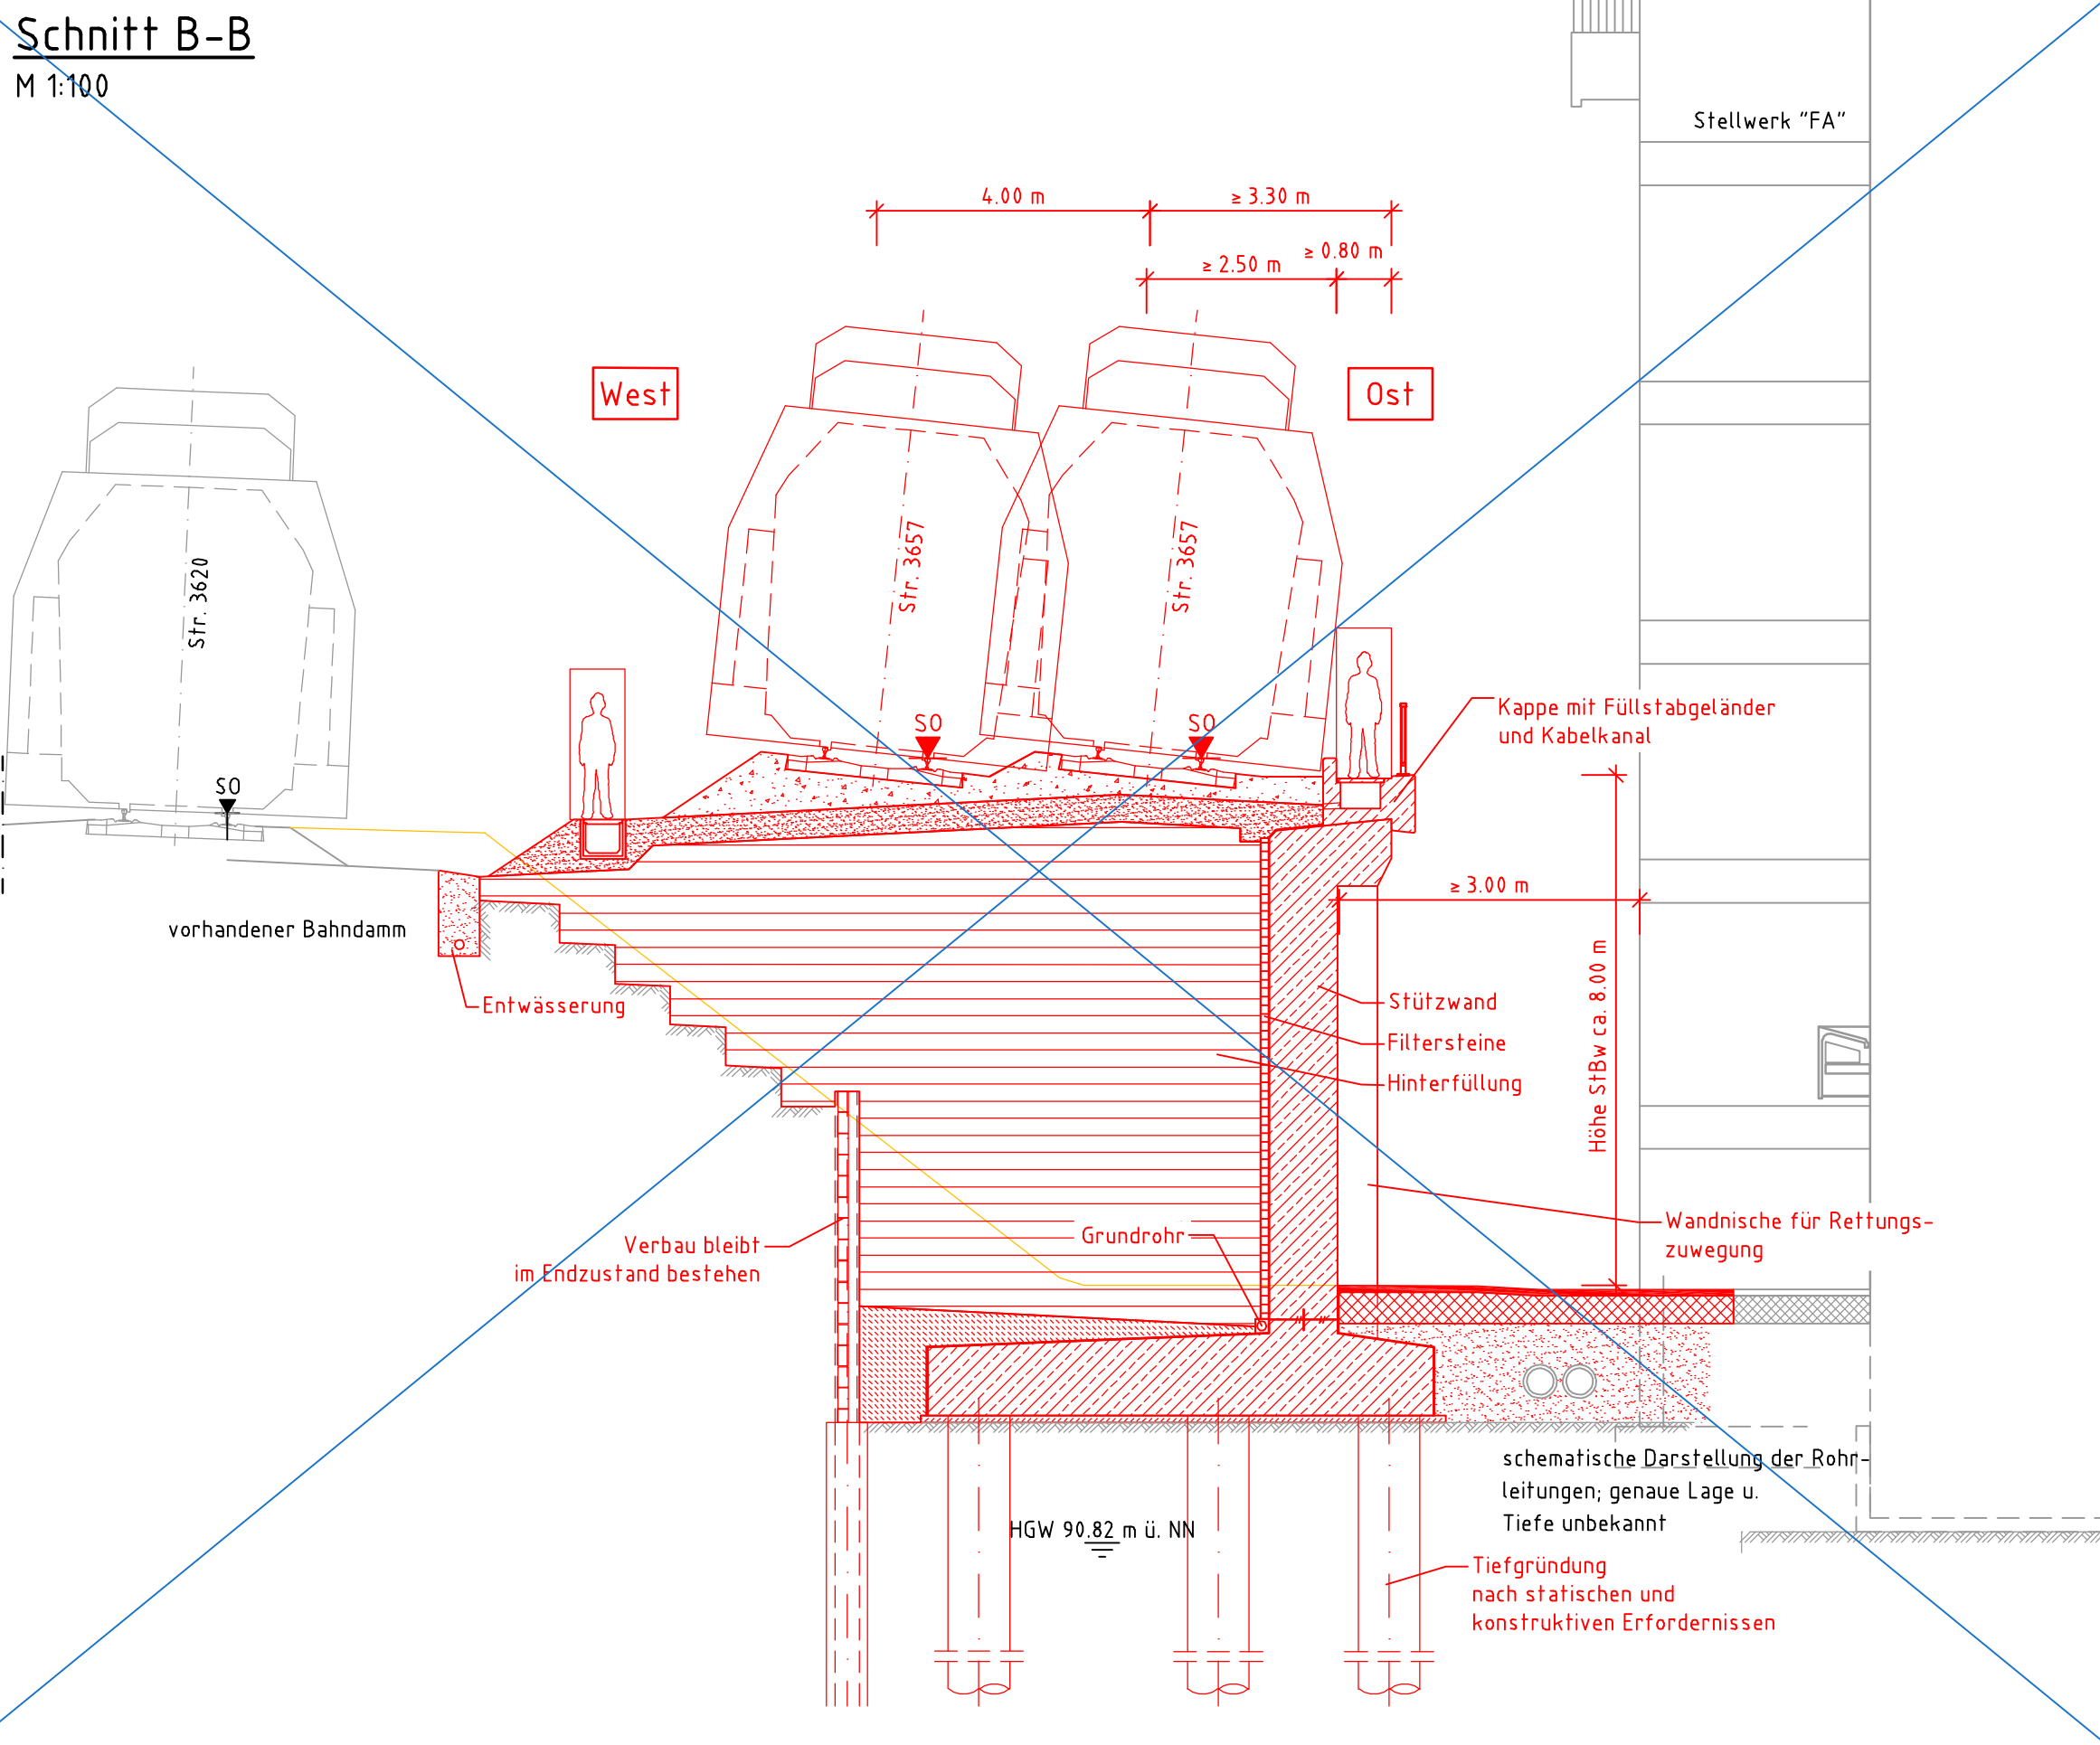 Schnitt B-B
M 1:100
Stellwerk "FA"
4.00 m
≥ 3.30 m
≥ 0.80 m
≥ 2.50 m
West
Ost
Str. 3620
Str. 3657
Str. 3657
SO
SO
SO
Kappe mit Füllstabgeländer
und Kabelkanal
≥ 3.00 m
vorhandener Bahndamm
Entwässerung
Stützwand
Filtersteine
Hinterfüllung
Höhe StBw ca. 8.00 m
Wandnische für Rettungs-
zuwegung
Grundrohr
Verbau bleibt
im Endzustand bestehen
schematische Darstellung der Rohr-
leitungen; genaue Lage u.
Tiefe unbekannt
HGW 90.82 m ü. NN
Tiefgründung
nach statischen und
konstruktiven Erfordernissen